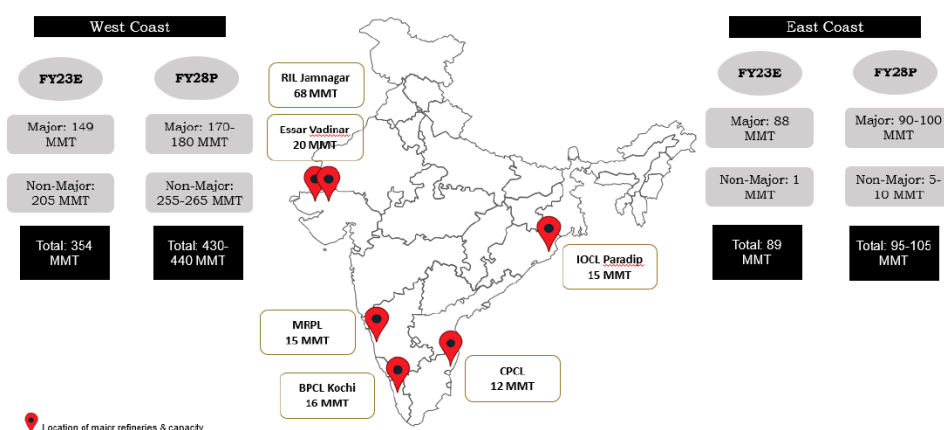 West Coast
FY23E
FY28P
Major: 149
MMT
Major: 170-
180 MMT
Non-Major:
205 MMT
Non-Major:
255-265 MMT
Total: 354
MMT
Total: 430-
440 MMT
RIL Jamnagar
68 MMT
Essar Vadinar
20 MMT
MRPL
15 MMT
BPCL Kochi
16 MMT
IOCL Paradip
15 MMT
CPCL
12 MMT
East Coast
FY23E
FY28P
Major: 88
MMT
Major: 90-100
MMT
Non-Major: 1
MMT
Non-Major: 5-
10 MMT
Total: 89
MMT
Total: 95-105
MMT
Location of major refineries & capacity